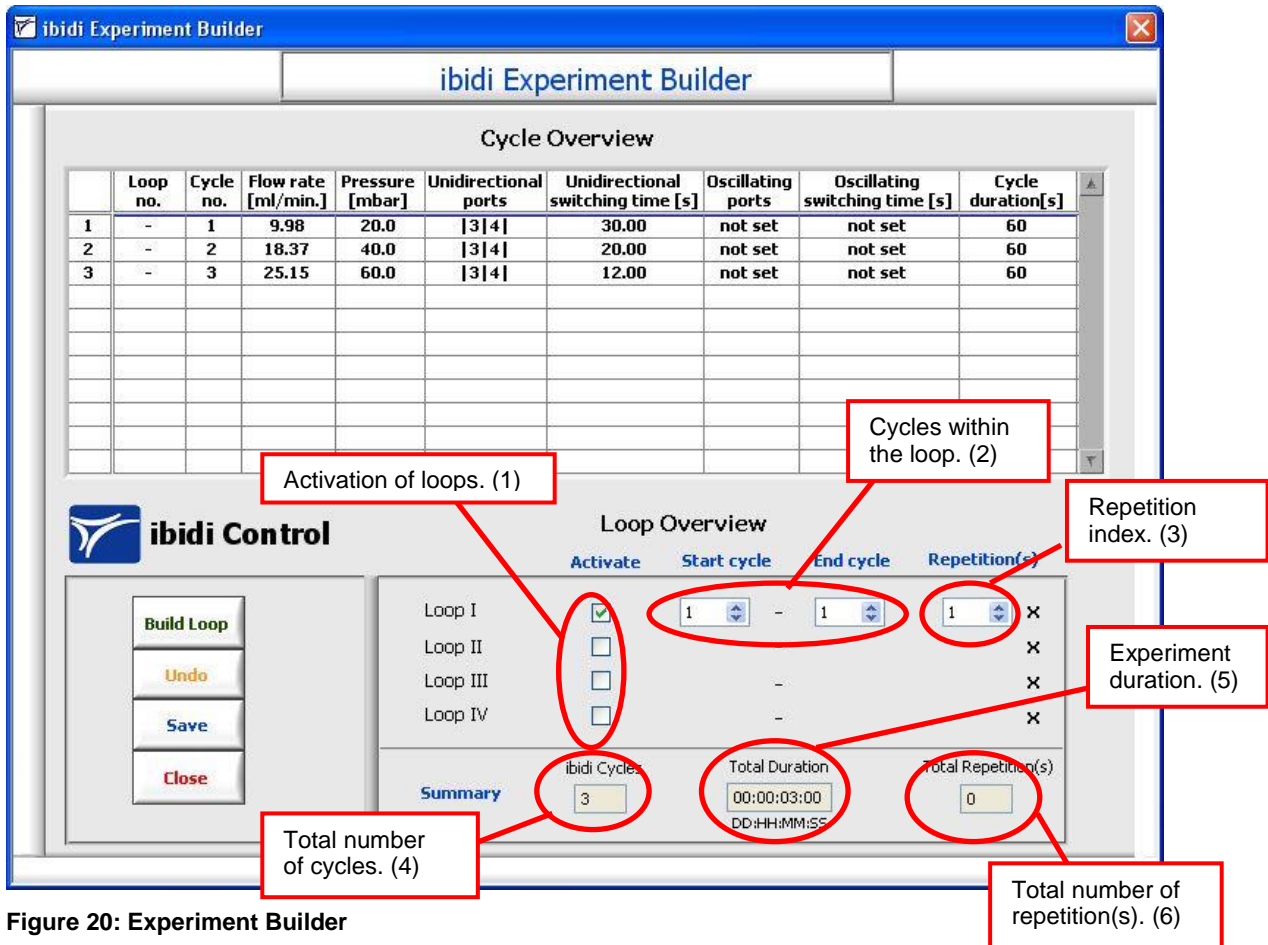 ibidi Experiment Builder
ibidi Experiment Builder
Cycle Overview
Loop no. Cycle no. Flow rate [ml/min.] Pressure [mbar] Unidirectional ports Unidirectional switching time [s] Oscillating ports Oscillating switching time [s] Cycle duration[s]
1 - 1 9.98 20.0 |3|4| 30.00 not set not set 60
2 - 2 18.37 40.0 |3|4| 20.00 not set not set 60
3 - 3 25.15 60.0 |3|4| 12.00 not set not set 60
Cycles within
the loop. (2)
Activation of loops. (1)
Repetition
index. (3)
ibidi Control
Loop Overview
Activate Start cycle End cycle Repetition(s)
Build Loop
Undo
Save
Close
Loop I 1 - 1 1 x
Loop II - x
Loop III - x
Loop IV - x
Experiment
duration. (5)
Summary
ibidi Cycles Total Duration Total Repetition(s)
3 00:00:03:00 0
DD:HH:MM:SS
Total number
of cycles. (4)
Total number of
repetition(s). (6)
Figure 20: Experiment Builder